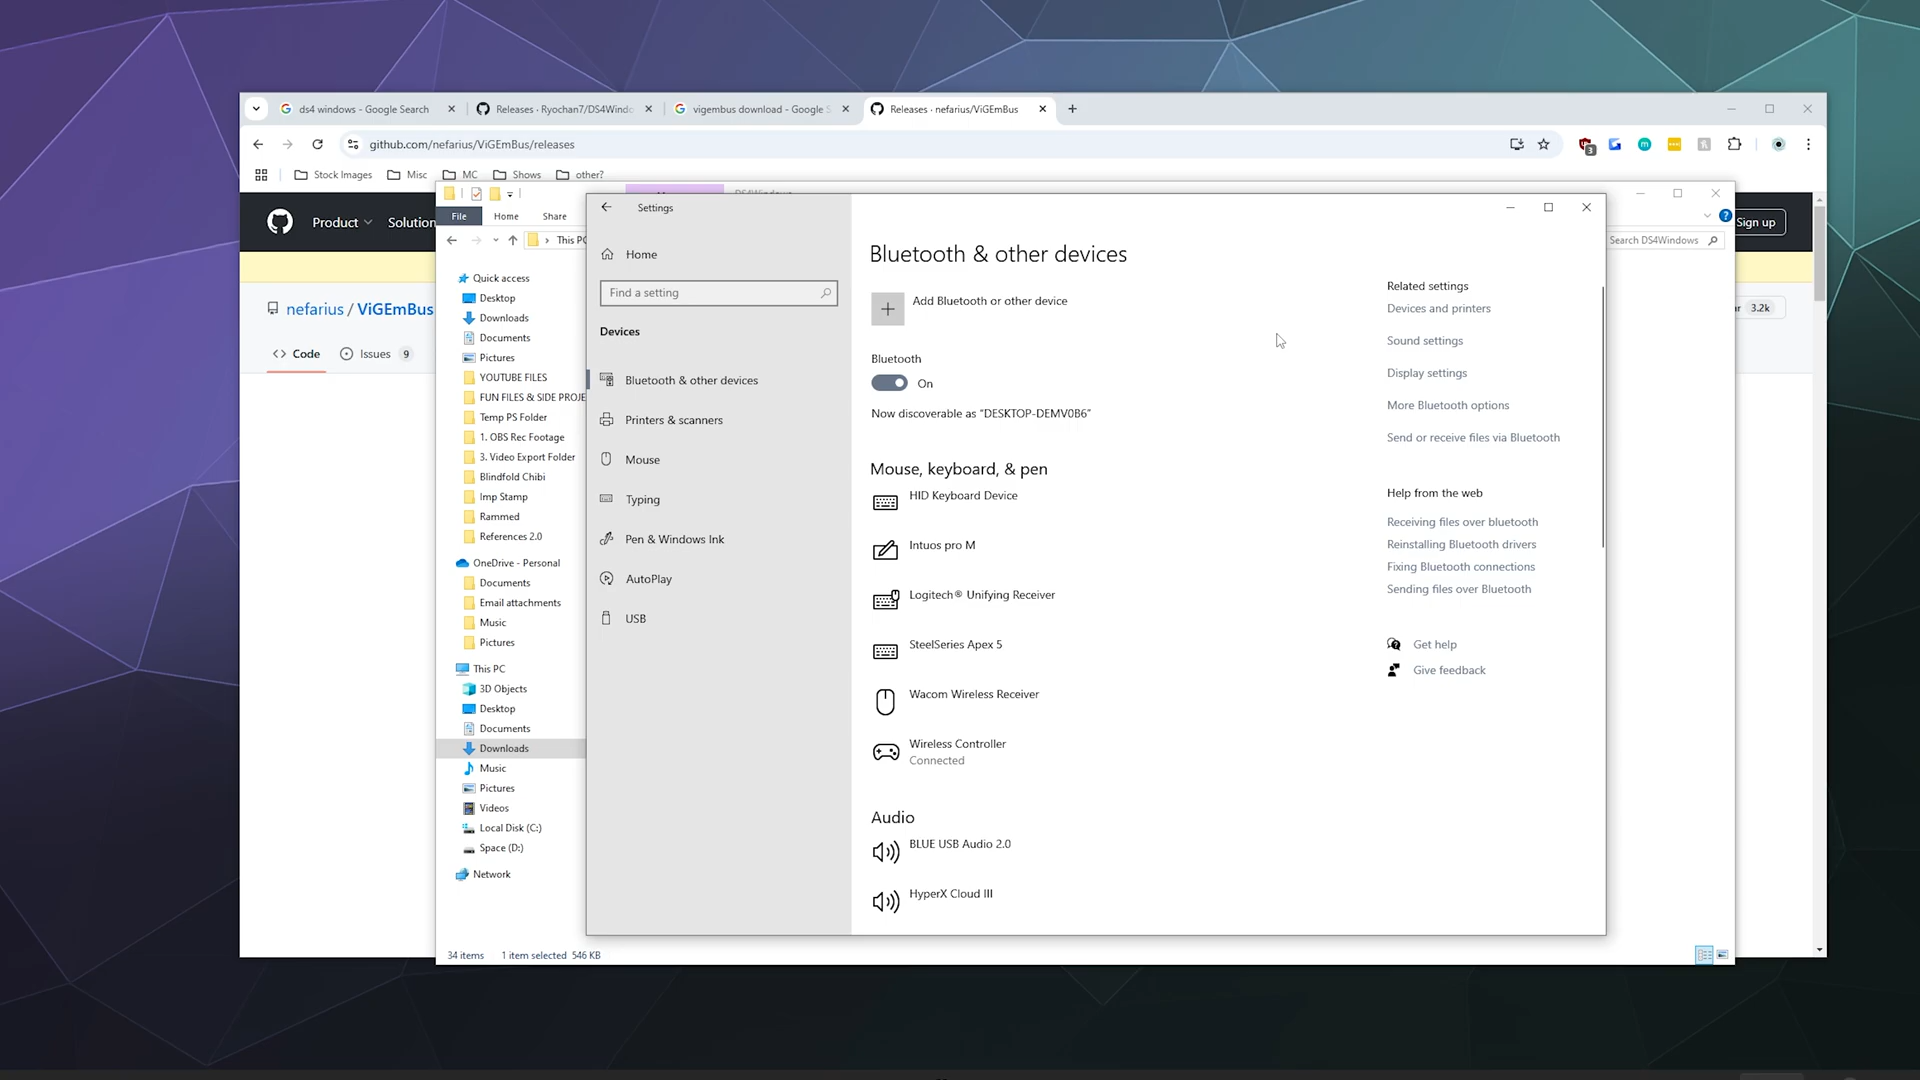 ds4 windows - Google Search
Releases · Ryochan7/DS4Windo
vigembus download - Google S
Releases · nefarius/ViGEmBus
github.com/nefarius/ViGEmBus/releases
3
Stock Images
Misc
MC
Shows
other?
Product
Solution
Sign up
nefarius / ViGEmBus
3.2k
Code
Issues 9
DS4Windows
File
Home
Share
This PC
Search DS4Windows
Quick access
Desktop
Downloads
Documents
Pictures
YOUTUBE FILES
FUN FILES & SIDE PROJE
Temp PS Folder
1. OBS Rec Footage
3. Video Export Folder
Blindfold Chibi
Imp Stamp
Rammed
References 2.0
OneDrive - Personal
Documents
Email attachments
Music
Pictures
This PC
3D Objects
Desktop
Documents
Downloads
Music
Pictures
Videos
Local Disk (C:)
Space (D:)
Network
34 items
1 item selected 546 KB
Settings
Home
Find a setting
Devices
Bluetooth & other devices
Printers & scanners
Mouse
Typing
Pen & Windows Ink
AutoPlay
USB
Bluetooth & other devices
Add Bluetooth or other device
Bluetooth
On
Now discoverable as “DESKTOP-DEMV0B6”
Mouse, keyboard, & pen
HID Keyboard Device
Intuos pro M
Logitech® Unifying Receiver
SteelSeries Apex 5
Wacom Wireless Receiver
Wireless Controller
Connected
Audio
BLUE USB Audio 2.0
HyperX Cloud III
Related settings
Devices and printers
Sound settings
Display settings
More Bluetooth options
Send or receive files via Bluetooth
Help from the web
Receiving files over bluetooth
Reinstalling Bluetooth drivers
Fixing Bluetooth connections
Sending files over Bluetooth
Get help
Give feedback